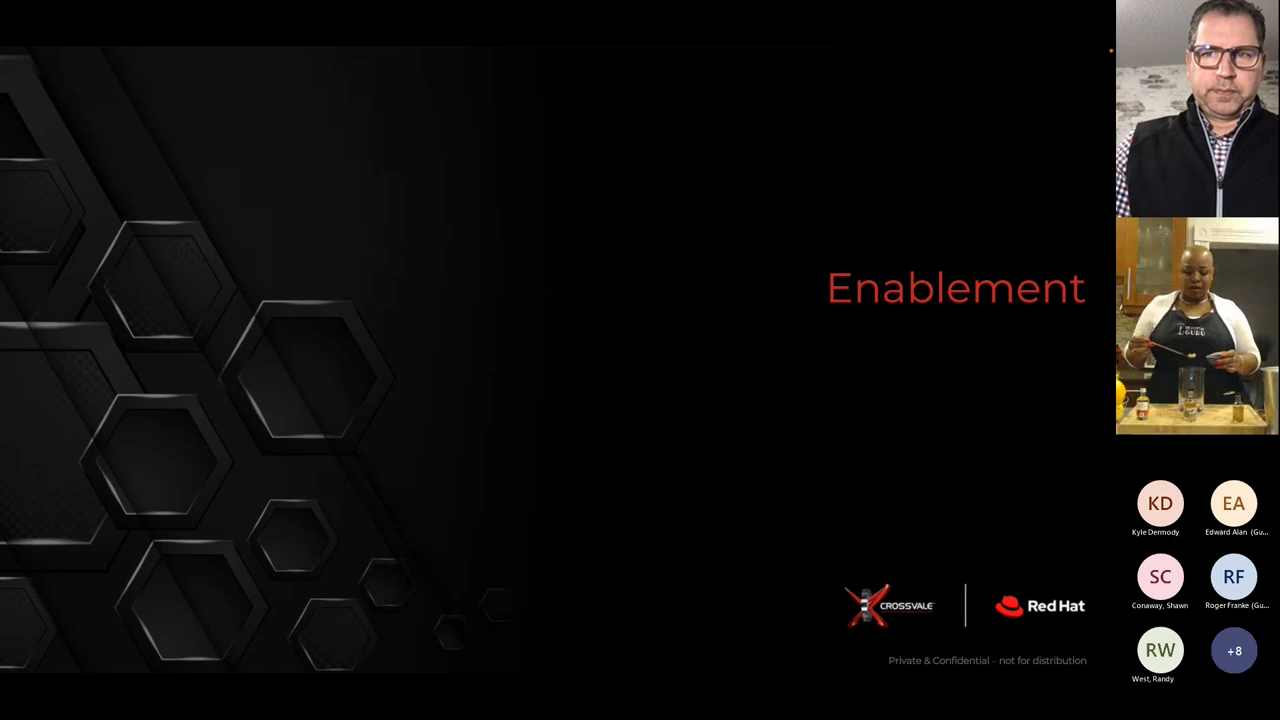 Enablement
CROSSVALE
Red Hat
Private & Confidential – not for distribution
GURU
KD
EA
Kyle Dermody
Edward Alan (Gu...
SC
RF
Conaway, Shawn
Roger Franke (Gu...
RW
+8
West, Randy